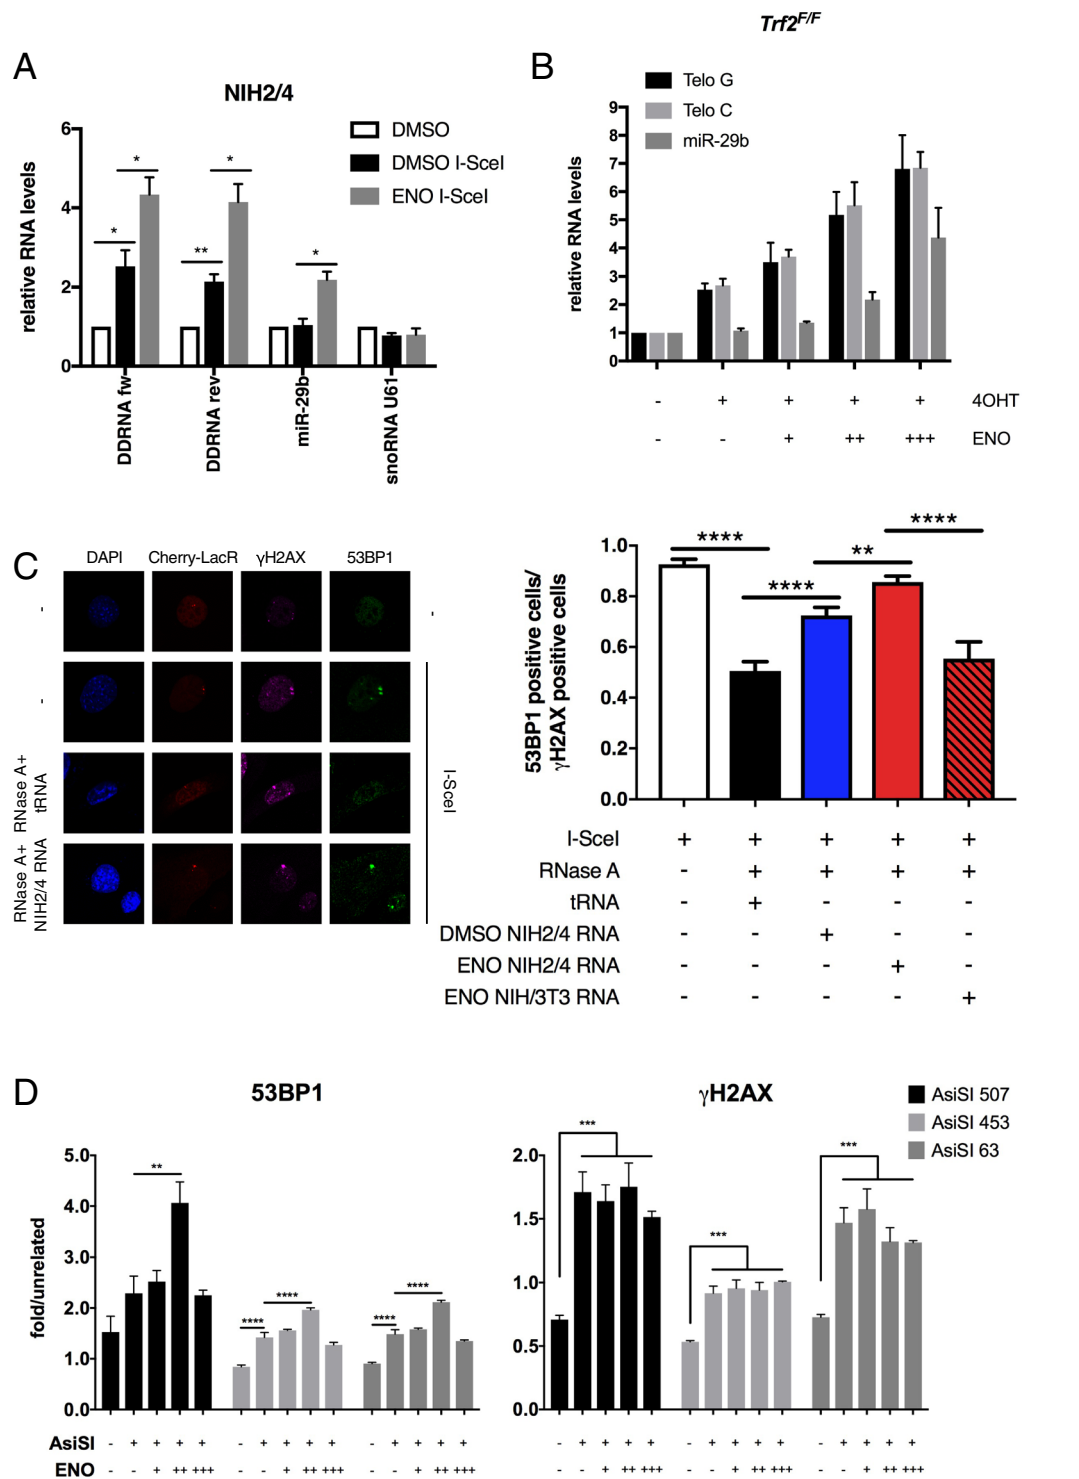 Trf2F/F
A
B
NIH2/4
DMSO
DMSO I-SceI
ENO I-SceI
relative RNA levels
6
4
2
0
*
*
**
*
*
DDRNA fw
DDRNA rev
miR-29b
snoRNA U61
Telo G
Telo C
miR-29b
relative RNA levels
9
8
7
6
5
4
3
2
1
0
- + + + + 4OHT
- - + ++ +++ ENO
C
DAPI Cherry-LacR γH2AX 53BP1
-
-
RNase A+
tRNA
RNase A+
NIH2/4 RNA
-
I-SceI
53BP1 positive cells/
γH2AX positive cells
1.0
0.8
0.6
0.4
0.2
0.0
****
****
**
****
I-SceI + + + + +
RNase A - + + + +
tRNA - + - - -
DMSO NIH2/4 RNA - - + - -
ENO NIH2/4 RNA - - - + -
ENO NIH/3T3 RNA - - - - +
D
53BP1
γH2AX
AsiSI 507
AsiSI 453
AsiSI 63
fold/unrelated
5.0
4.0
3.0
2.0
1.0
0.0
**
****
****
****
****
2.0
1.5
1.0
0.5
0.0
***
***
***
AsiSI - + + + + - + + + + - + + + + - + + + + - + + + + - + + + +
ENO - - + ++ +++ - - + ++ +++ - - + ++ +++ - - + ++ +++ - - + ++ +++ - - + ++ +++